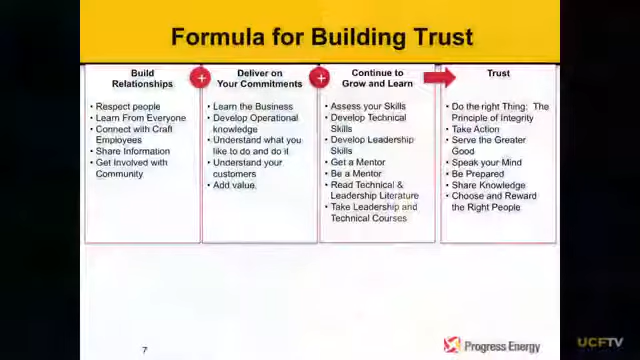 Formula for Building Trust
Build
Relationships
• Respect people
• Learn From Everyone
• Connect with Craft
Employees
• Share Information
• Get Involved with
Community
+
Deliver on
Your Commitments
• Learn the Business
• Develop Operational
knowledge
• Understand what you
like to do and do it
• Understand your
customers
• Add value.
+
Continue to
Grow and Learn
• Assess your Skills
• Develop Technical
Skills
• Develop Leadership
Skills
• Get a Mentor
• Be a Mentor
• Read Technical &
Leadership Literature
• Take Leadership and
Technical Courses
Trust
• Do the right Thing: The
Principle of Integrity
• Take Action
• Serve the Greater
Good
• Speak your Mind
• Be Prepared
• Share Knowledge
• Choose and Reward
the Right People
7
Progress Energy
UCFTV